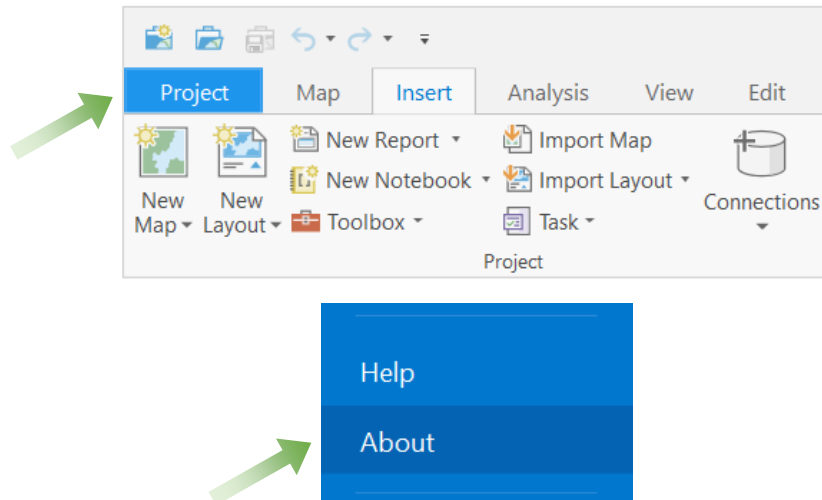 Project Map Insert Analysis View Edit
New Map New Layout New Report Import Map Connections
New Notebook Import Layout
Toolbox Task
Project
Help
About